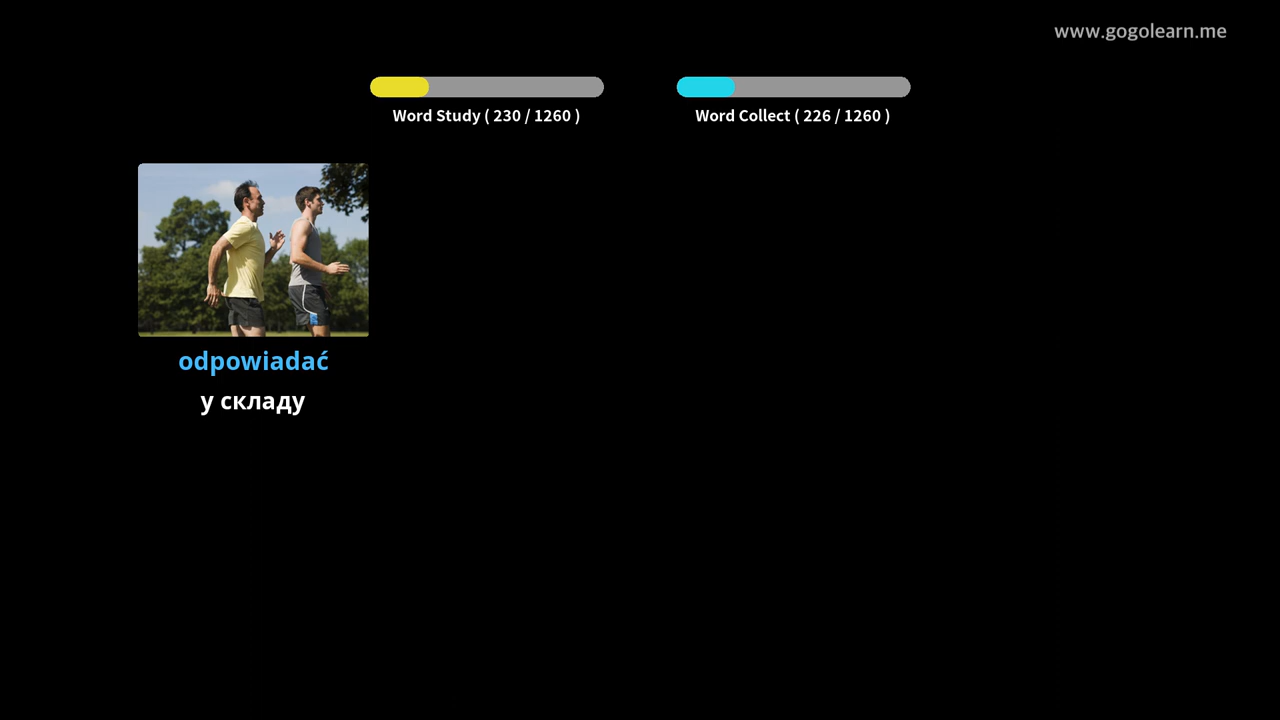 www.gogolearn.me
Word Study ( 230 / 1260 )
Word Collect ( 226 / 1260 )
odpowiadać
у складу